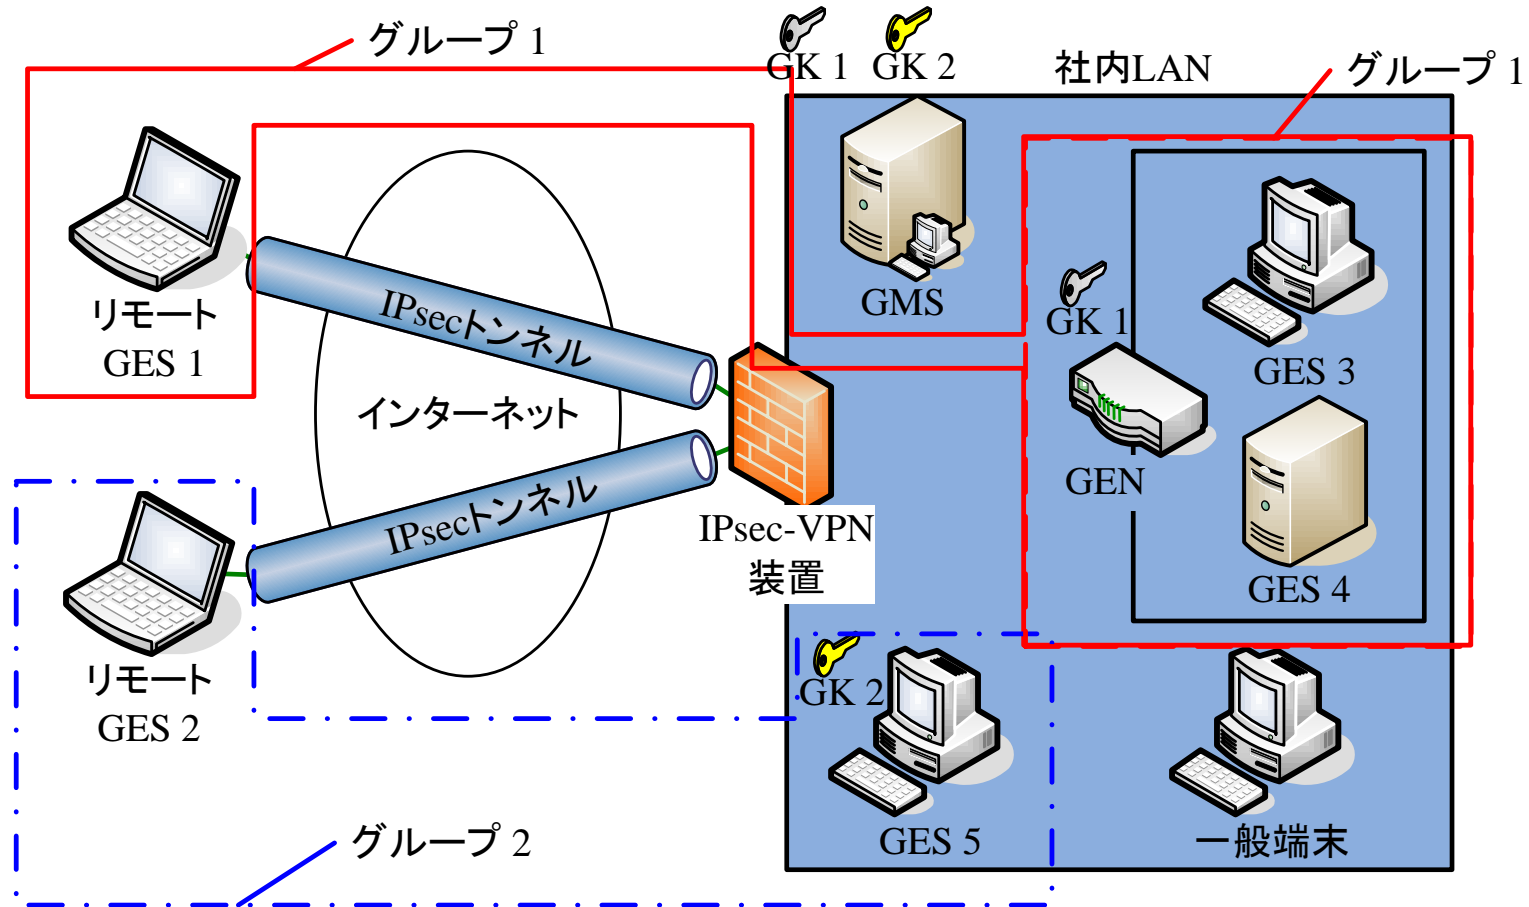 グループ 1
GK 1
GK 2
社内LAN
グループ 1
GMS
GK 1
GES 3
リモート
GES 1
IPsecトンネル
インターネット
GEN
IPsecトンネル
IPsec-VPN
装置
GES 4
リモート
GES 2
GK 2
グループ 2
GES 5
一般端末